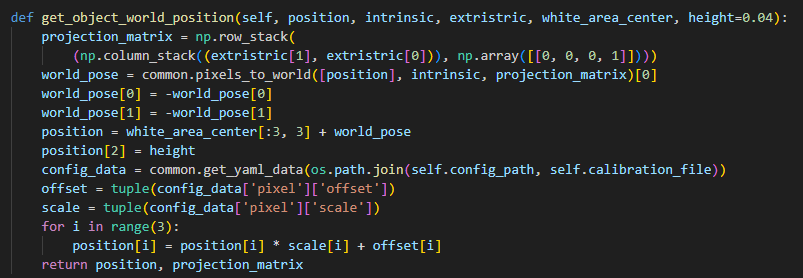 def get_object_world_position(self, position, intrinsic, extristric, white_area_center, height=0.04):
    projection_matrix = np.row_stack(
        (np.column_stack((extristric[1], extristric[0])), np.array([[0, 0, 0, 1]])))
    world_pose = common.pixels_to_world([position], intrinsic, projection_matrix)[0]
    world_pose[0] = -world_pose[0]
    world_pose[1] = -world_pose[1]
    position = white_area_center[:3, 3] + world_pose
    position[2] = height
    config_data = common.get_yaml_data(os.path.join(self.config_path, self.calibration_file))
    offset = tuple(config_data['pixel']['offset'])
    scale = tuple(config_data['pixel']['scale'])
    for i in range(3):
        position[i] = position[i] * scale[i] + offset[i]
    return position, projection_matrix